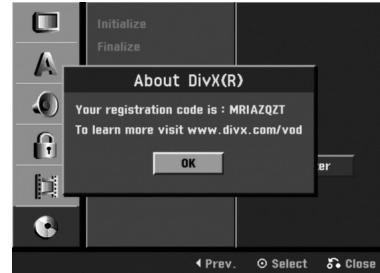 Initialize
Finalize
About DivX(R)
Your registration code is : MRIAZQZT
To learn more visit www.divx.com/vod
OK
Prev.
Select
Close